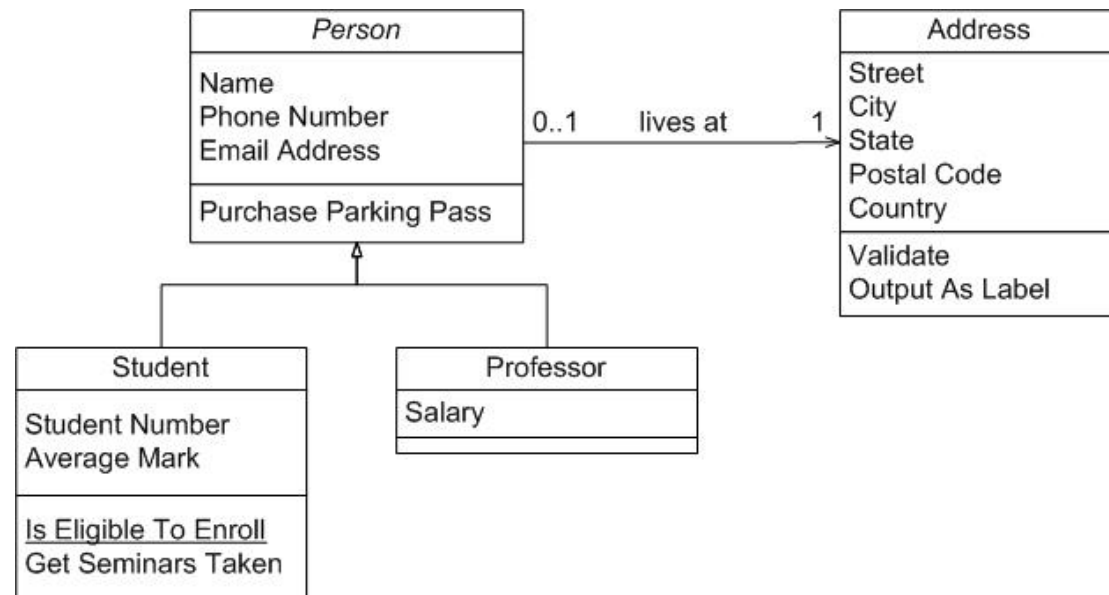 Person
Name
Phone Number
Email Address
Purchase Parking Pass
0..1 lives at 1
Address
Street
City
State
Postal Code
Country
Validate
Output As Label
Student
Student Number
Average Mark
Is Eligible To Enroll
Get Seminars Taken
Professor
Salary